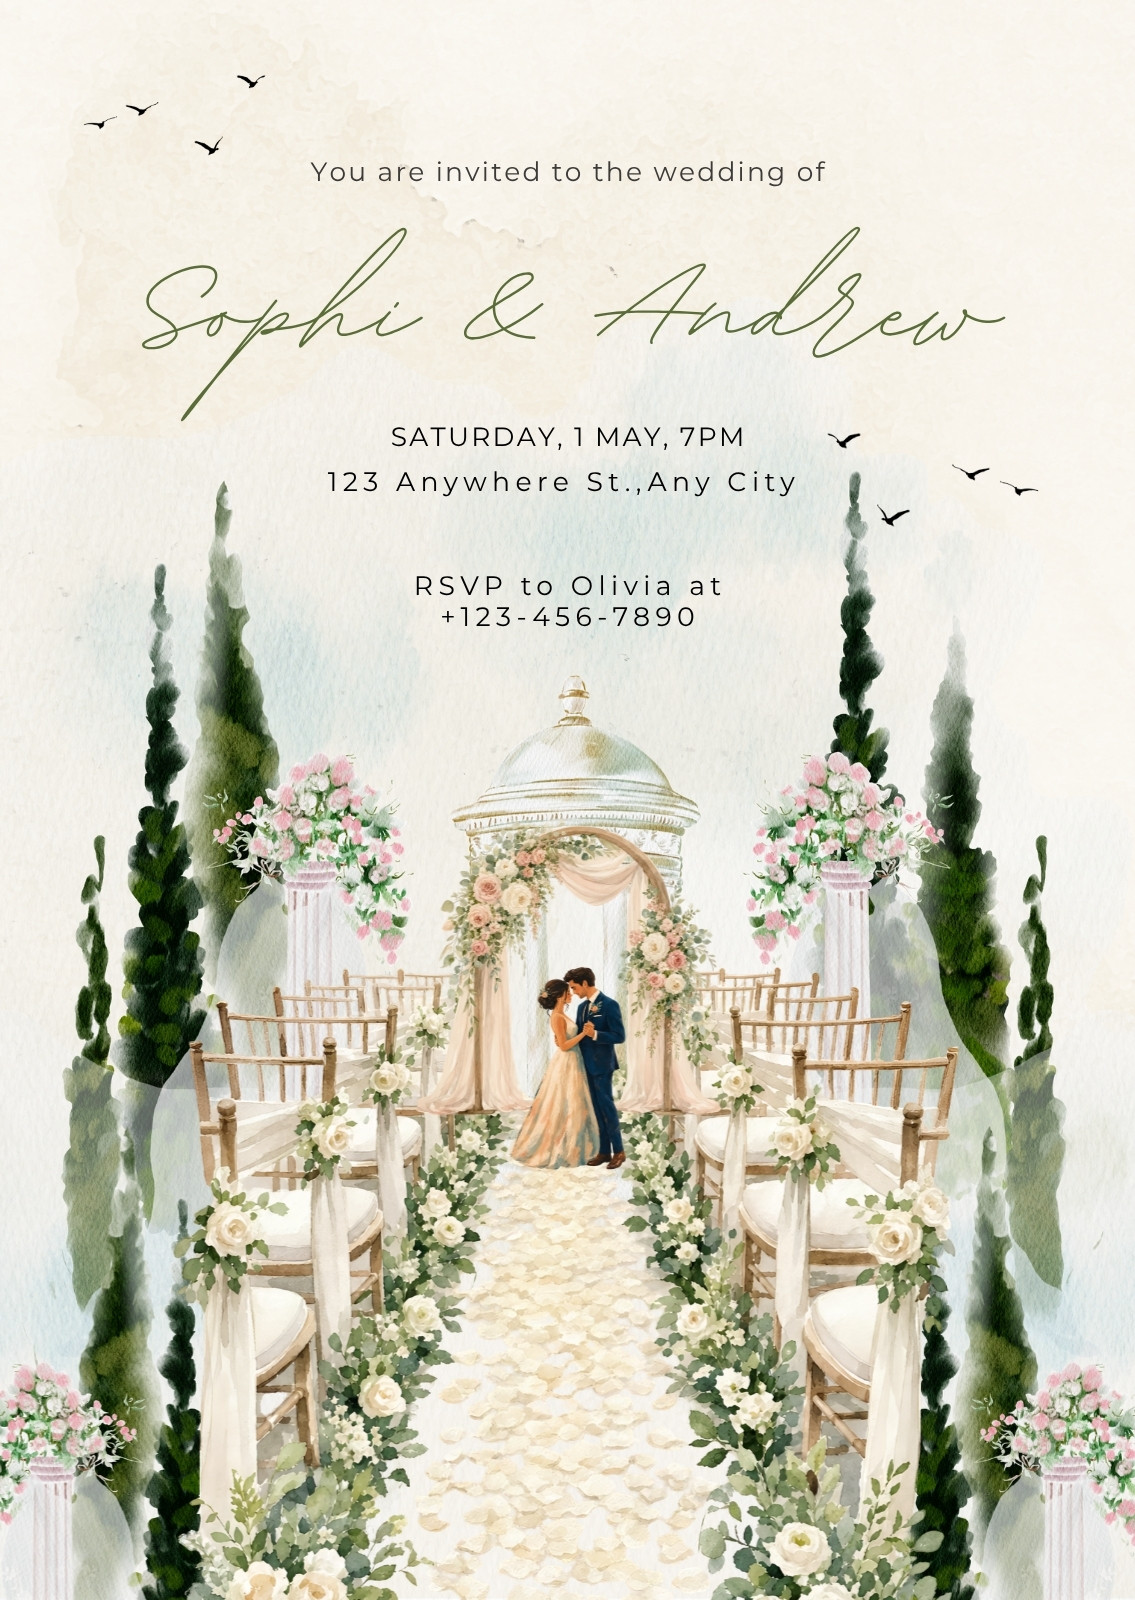 You are invited to the wedding of
Sophi & Andrew
SATURDAY, 1 MAY, 7PM
123 Anywhere St.,Any City
RSVP to Olivia at
+123-456-7890